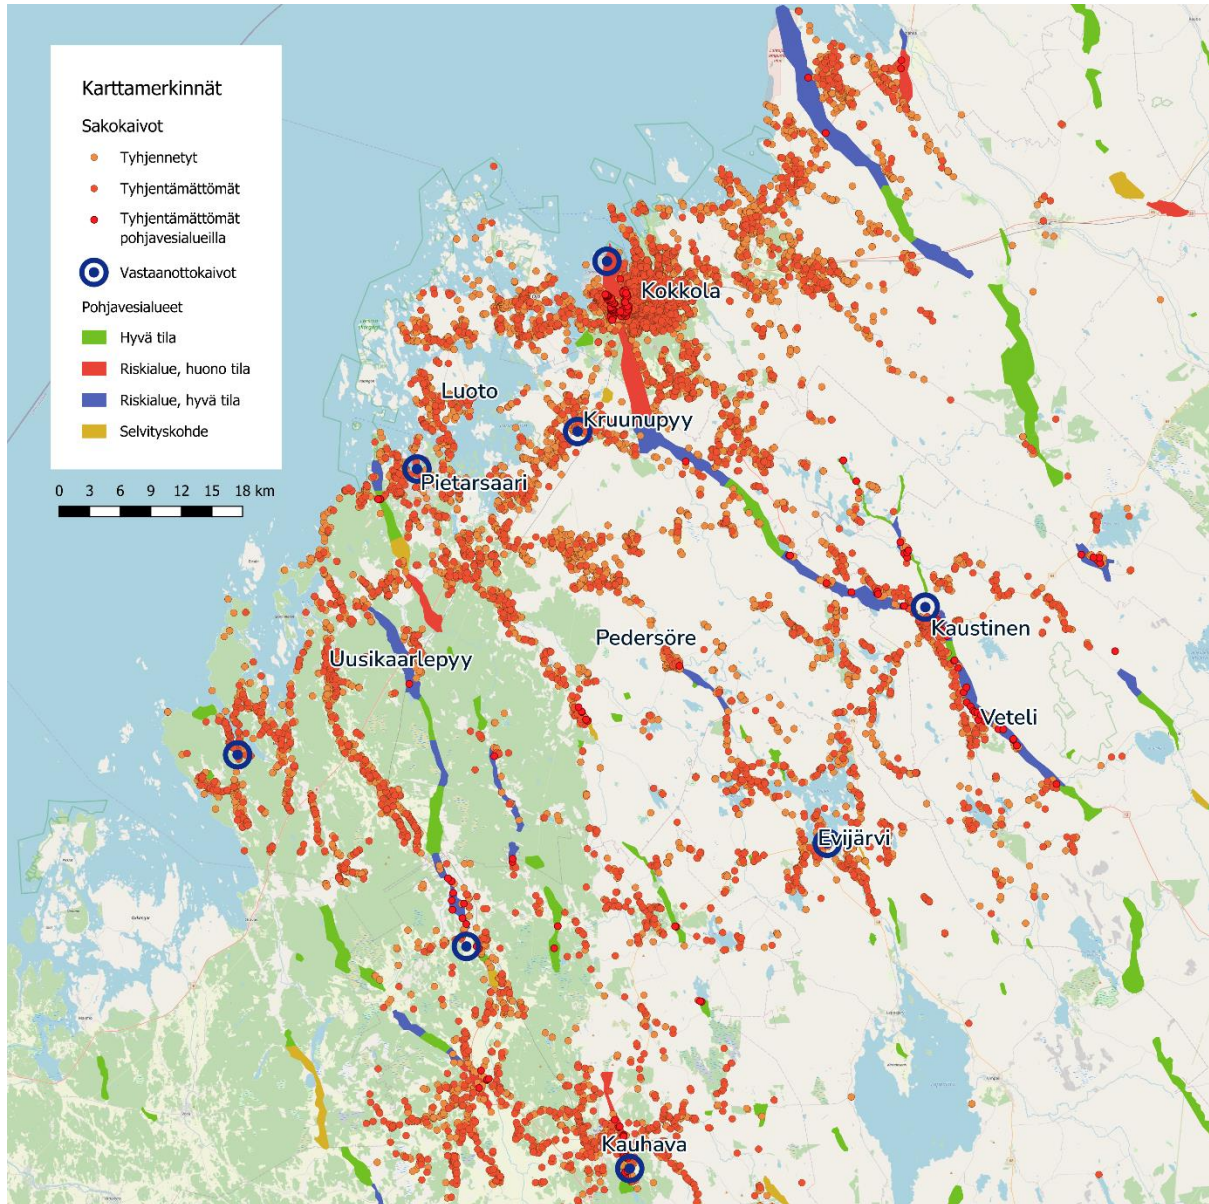 Karttamerkinnät
Sakokaivot
Tyhjennetyt
Tyhjentämättömät
Tyhjentämättömät
pohjavesialueilla
Vastaanottokaivot
Pohjavesialueet
Hyvä tila
Riskialue, huono tila
Riskialue, hyvä tila
Selvityskohde
0 3 6 9 12 15 18 km
Kokkola
Luoto
Kruunupyy
Pietarsaari
Kaustinen
Pedersöre
Uusikaarlepyy
Veteli
Evijärvi
Kauhava